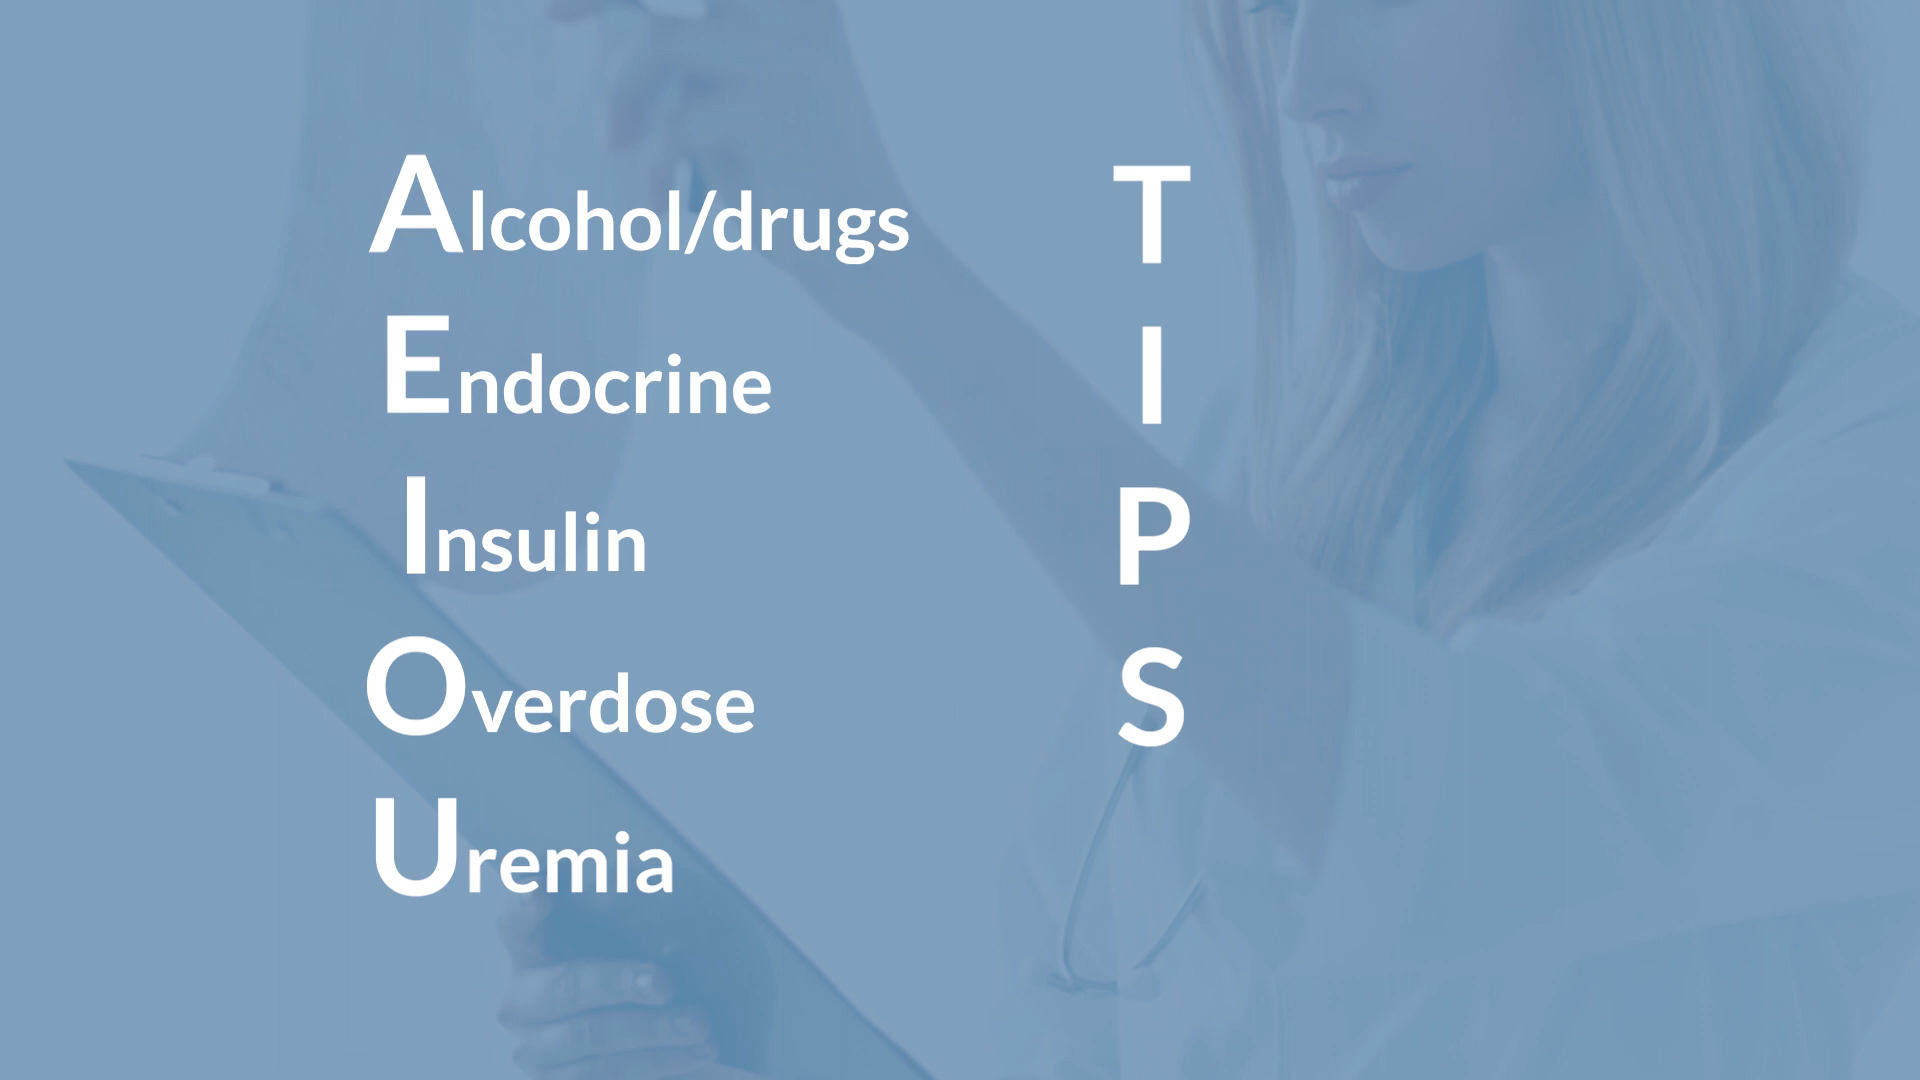 Alcohol/drugs
Endocrine
Insulin
Overdose
Uremia
T
I
P
S